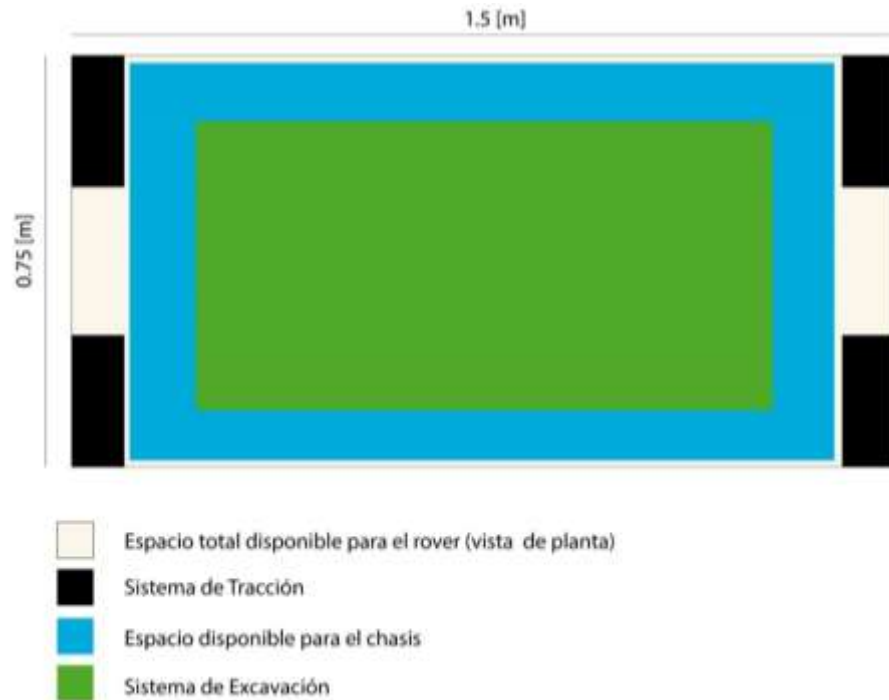 1.5 [m]
0.75 [m]
Espacio total disponible para el rover (vista de planta)
Sistema de Tracción
Espacio disponible para el chasis
Sistema de Excavación